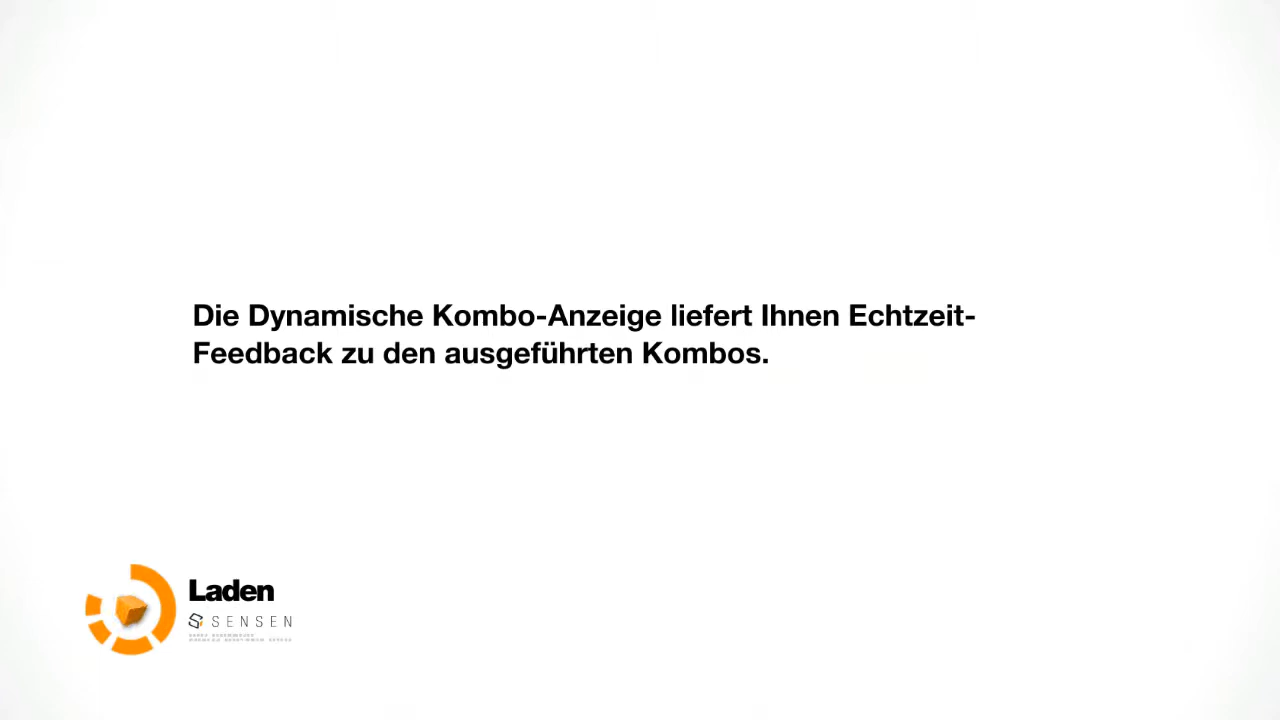 Die Dynamische Kombo-Anzeige liefert Ihnen Echtzeit-
Feedback zu den ausgeführten Kombos.
Laden
SENSEN